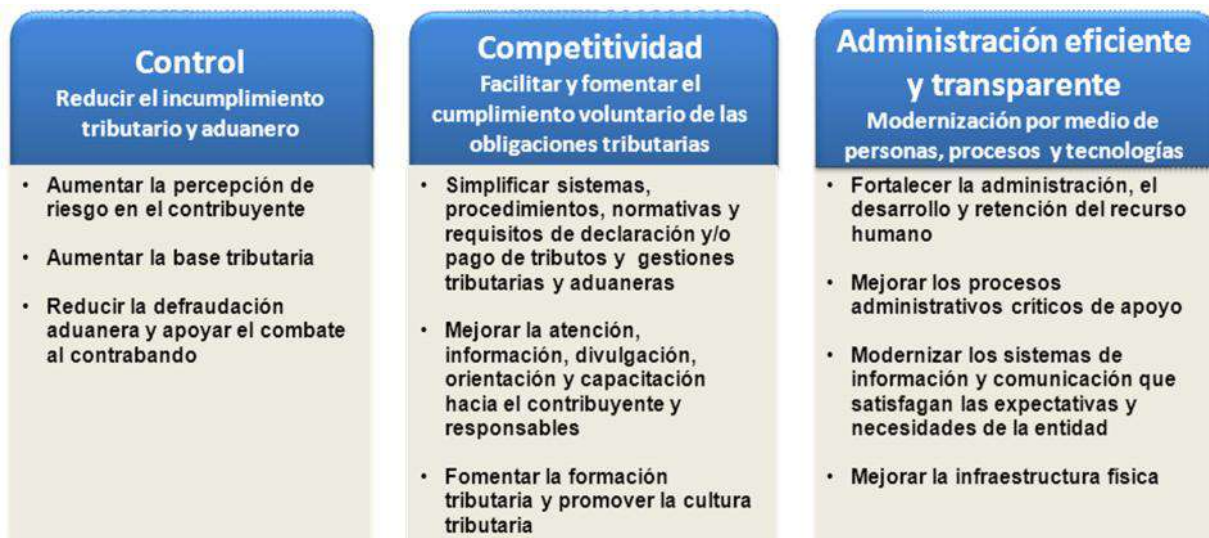 Control
Reducir el incumplimiento
tributario y aduanero
• Aumentar la percepción de
riesgo en el contribuyente
• Aumentar la base tributaria
• Reducir la defraudación
aduanera y apoyar el combate
al contrabando
Competitividad
Facilitar y fomentar el
cumplimiento voluntario de las
obligaciones tributarias
• Simplificar sistemas,
procedimientos, normativas y
requisitos de declaración y/o
pago de tributos y gestiones
tributarias y aduaneras
• Mejorar la atención,
información, divulgación,
orientación y capacitación
hacia el contribuyente y
responsables
• Fomentar la formación
tributaria y promover la cultura
tributaria
Administración eficiente
y transparente
Modernización por medio de
personas, procesos y tecnologías
• Fortalecer la administración, el
desarrollo y retención del recurso
humano
• Mejorar los procesos
administrativos críticos de apoyo
• Modernizar los sistemas de
información y comunicación que
satisfagan las expectativas y
necesidades de la entidad
• Mejorar la infraestructura física